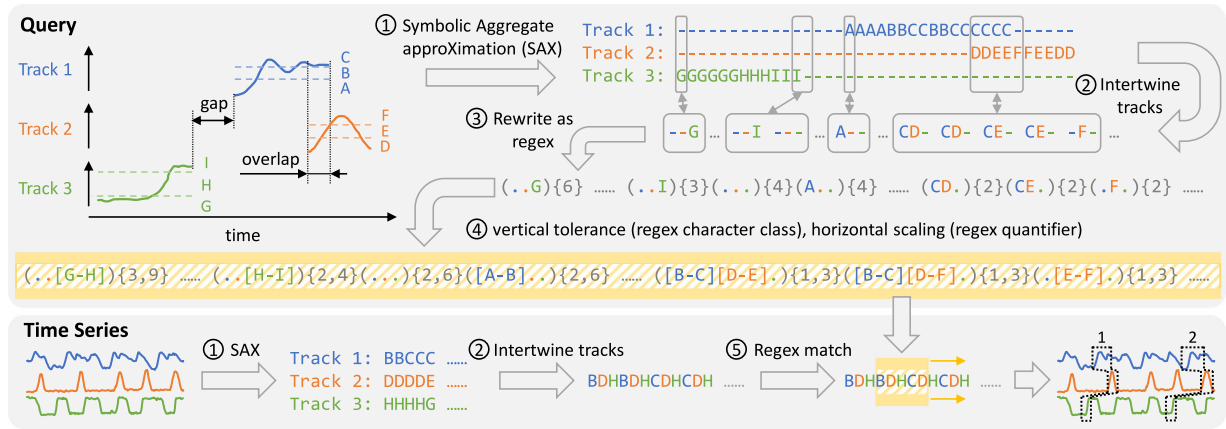 Query
Track 1
Track 2
Track 3
C
B
A
gap
F
E
D
overlap
I
H
G
time
① Symbolic Aggregate
approXimation (SAX)
Track 1: ----------------AAAABBCCBBCCCCCCC------
Track 2: ----------------------------DDEEFFEEDD
Track 3: GGGGGGHHHIII--------------------------
② Intertwine
tracks
③ Rewrite as
regex
--G … --I --- … A-- … CD- CD- CE- CE- -F- …
(..G){6} …… (..I){3}(...){4}(A..){4} …… (CD.){2}(CE.){2}(.F.){2} ……
④ vertical tolerance (regex character class), horizontal scaling (regex quantifier)
(..[G-H]){3,9} …… (..[H-I]){2,4}(...){2,6}([A-B]..){2,6} …… ([B-C][D-E].){1,3}([B-C][D-F].){1,3}(.[E-F].){1,3} ……
Time Series
① SAX
Track 1: BBCCC ……
Track 2: DDDDE ……
Track 3: HHHHG ……
② Intertwine tracks
BDHBDHCDHCDH ……
⑤ Regex match
BDHBDHCDHCDH ……
1
2